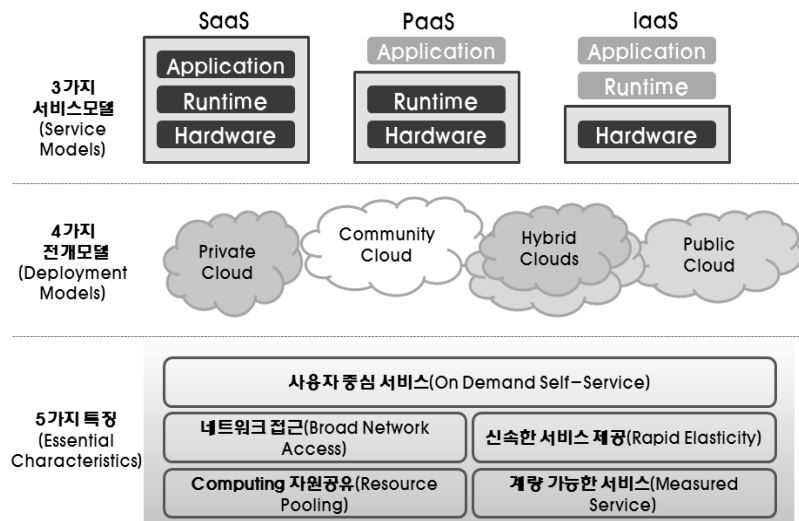 SaaS
PaaS
IaaS
3가지
서비스모델
(Service
Models)
Application
Runtime
Hardware
Application
Runtime
Hardware
Application
Runtime
Hardware
4가지
전개모델
(Deployment
Models)
Private
Cloud
Community
Cloud
Hybrid
Clouds
Public
Cloud
5가지 특징
(Essential
Characteristics)
사용자 중심 서비스(On Demand Self-Service)
네트워크 접근(Broad Network
Access)
신속한 서비스 제공(Rapid Elasticity)
Computing 자원공유(Resource
Pooling)
계량 가능한 서비스(Measured
Service)